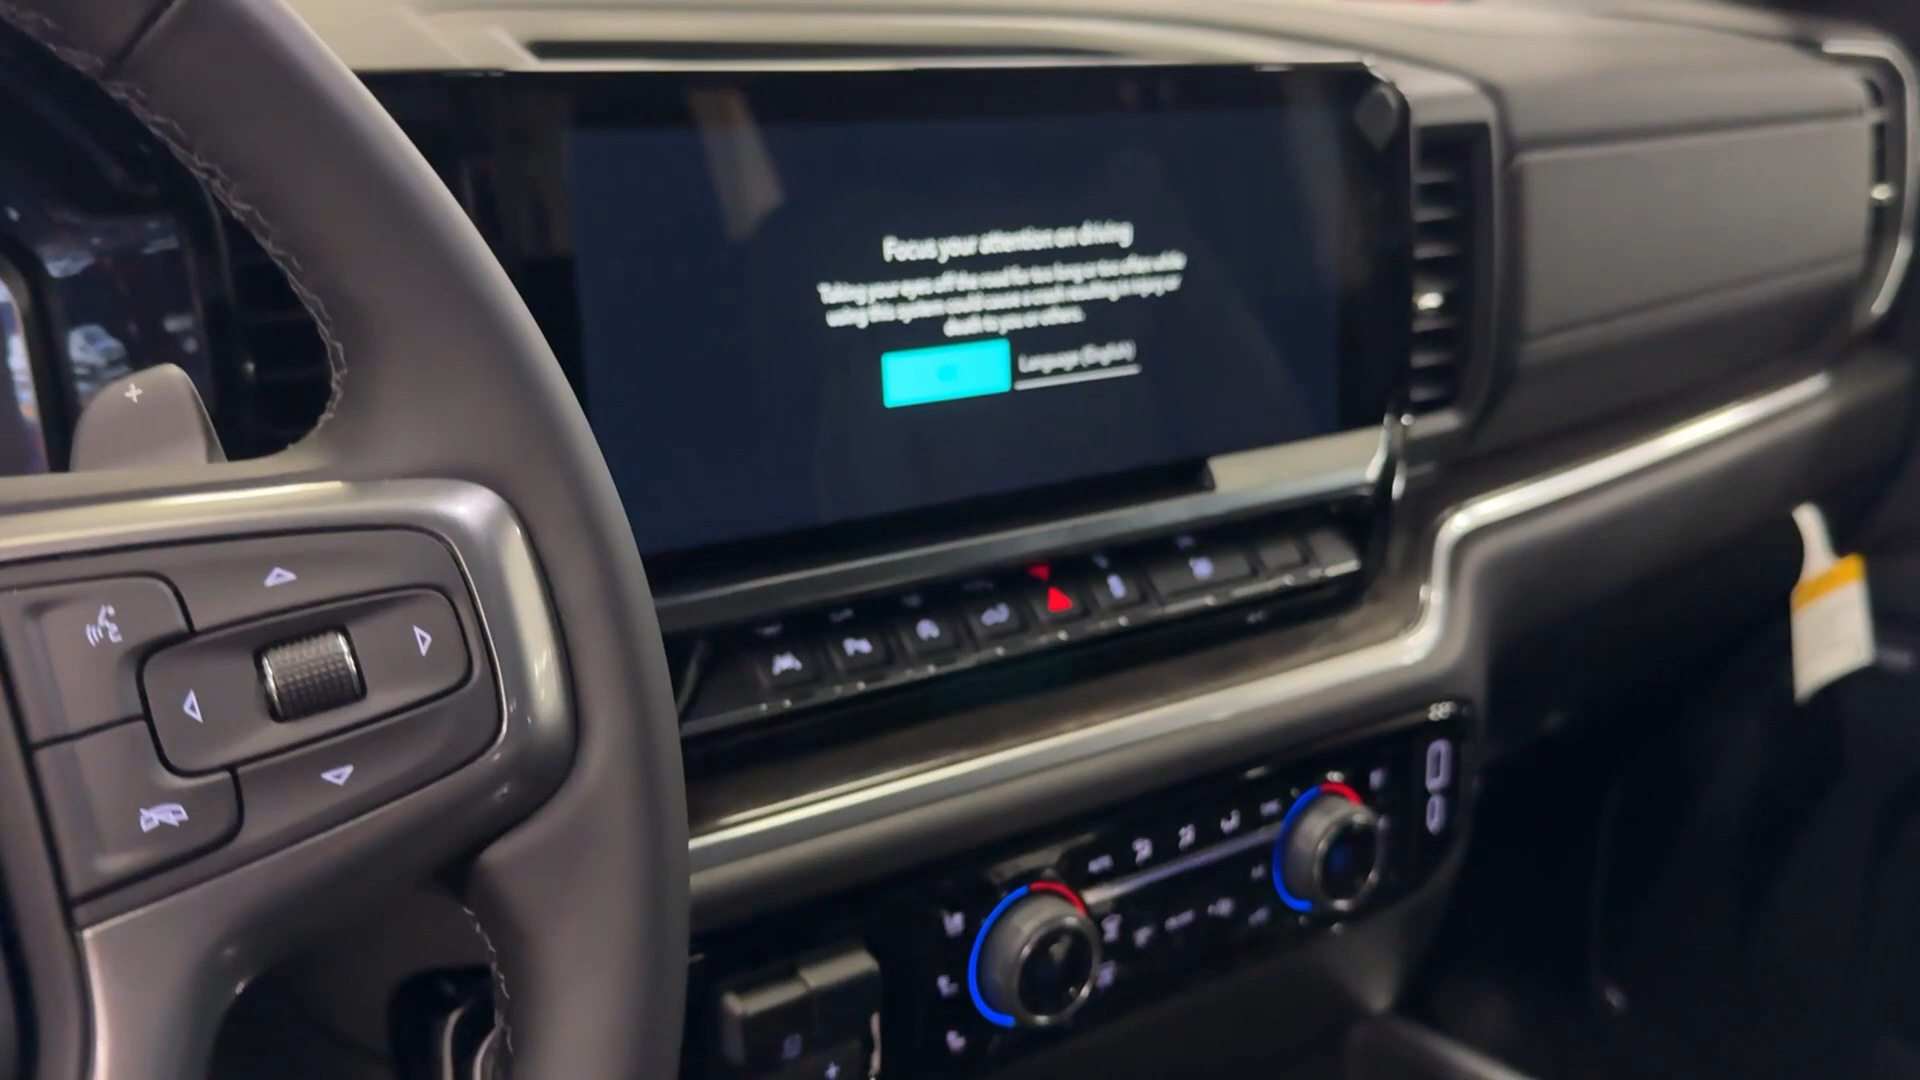 Focus your attention on driving
Taking your eyes off the road for too long or too often while
using this system could cause a crash resulting in injury or
death to you or others.
Language (English)
+
+